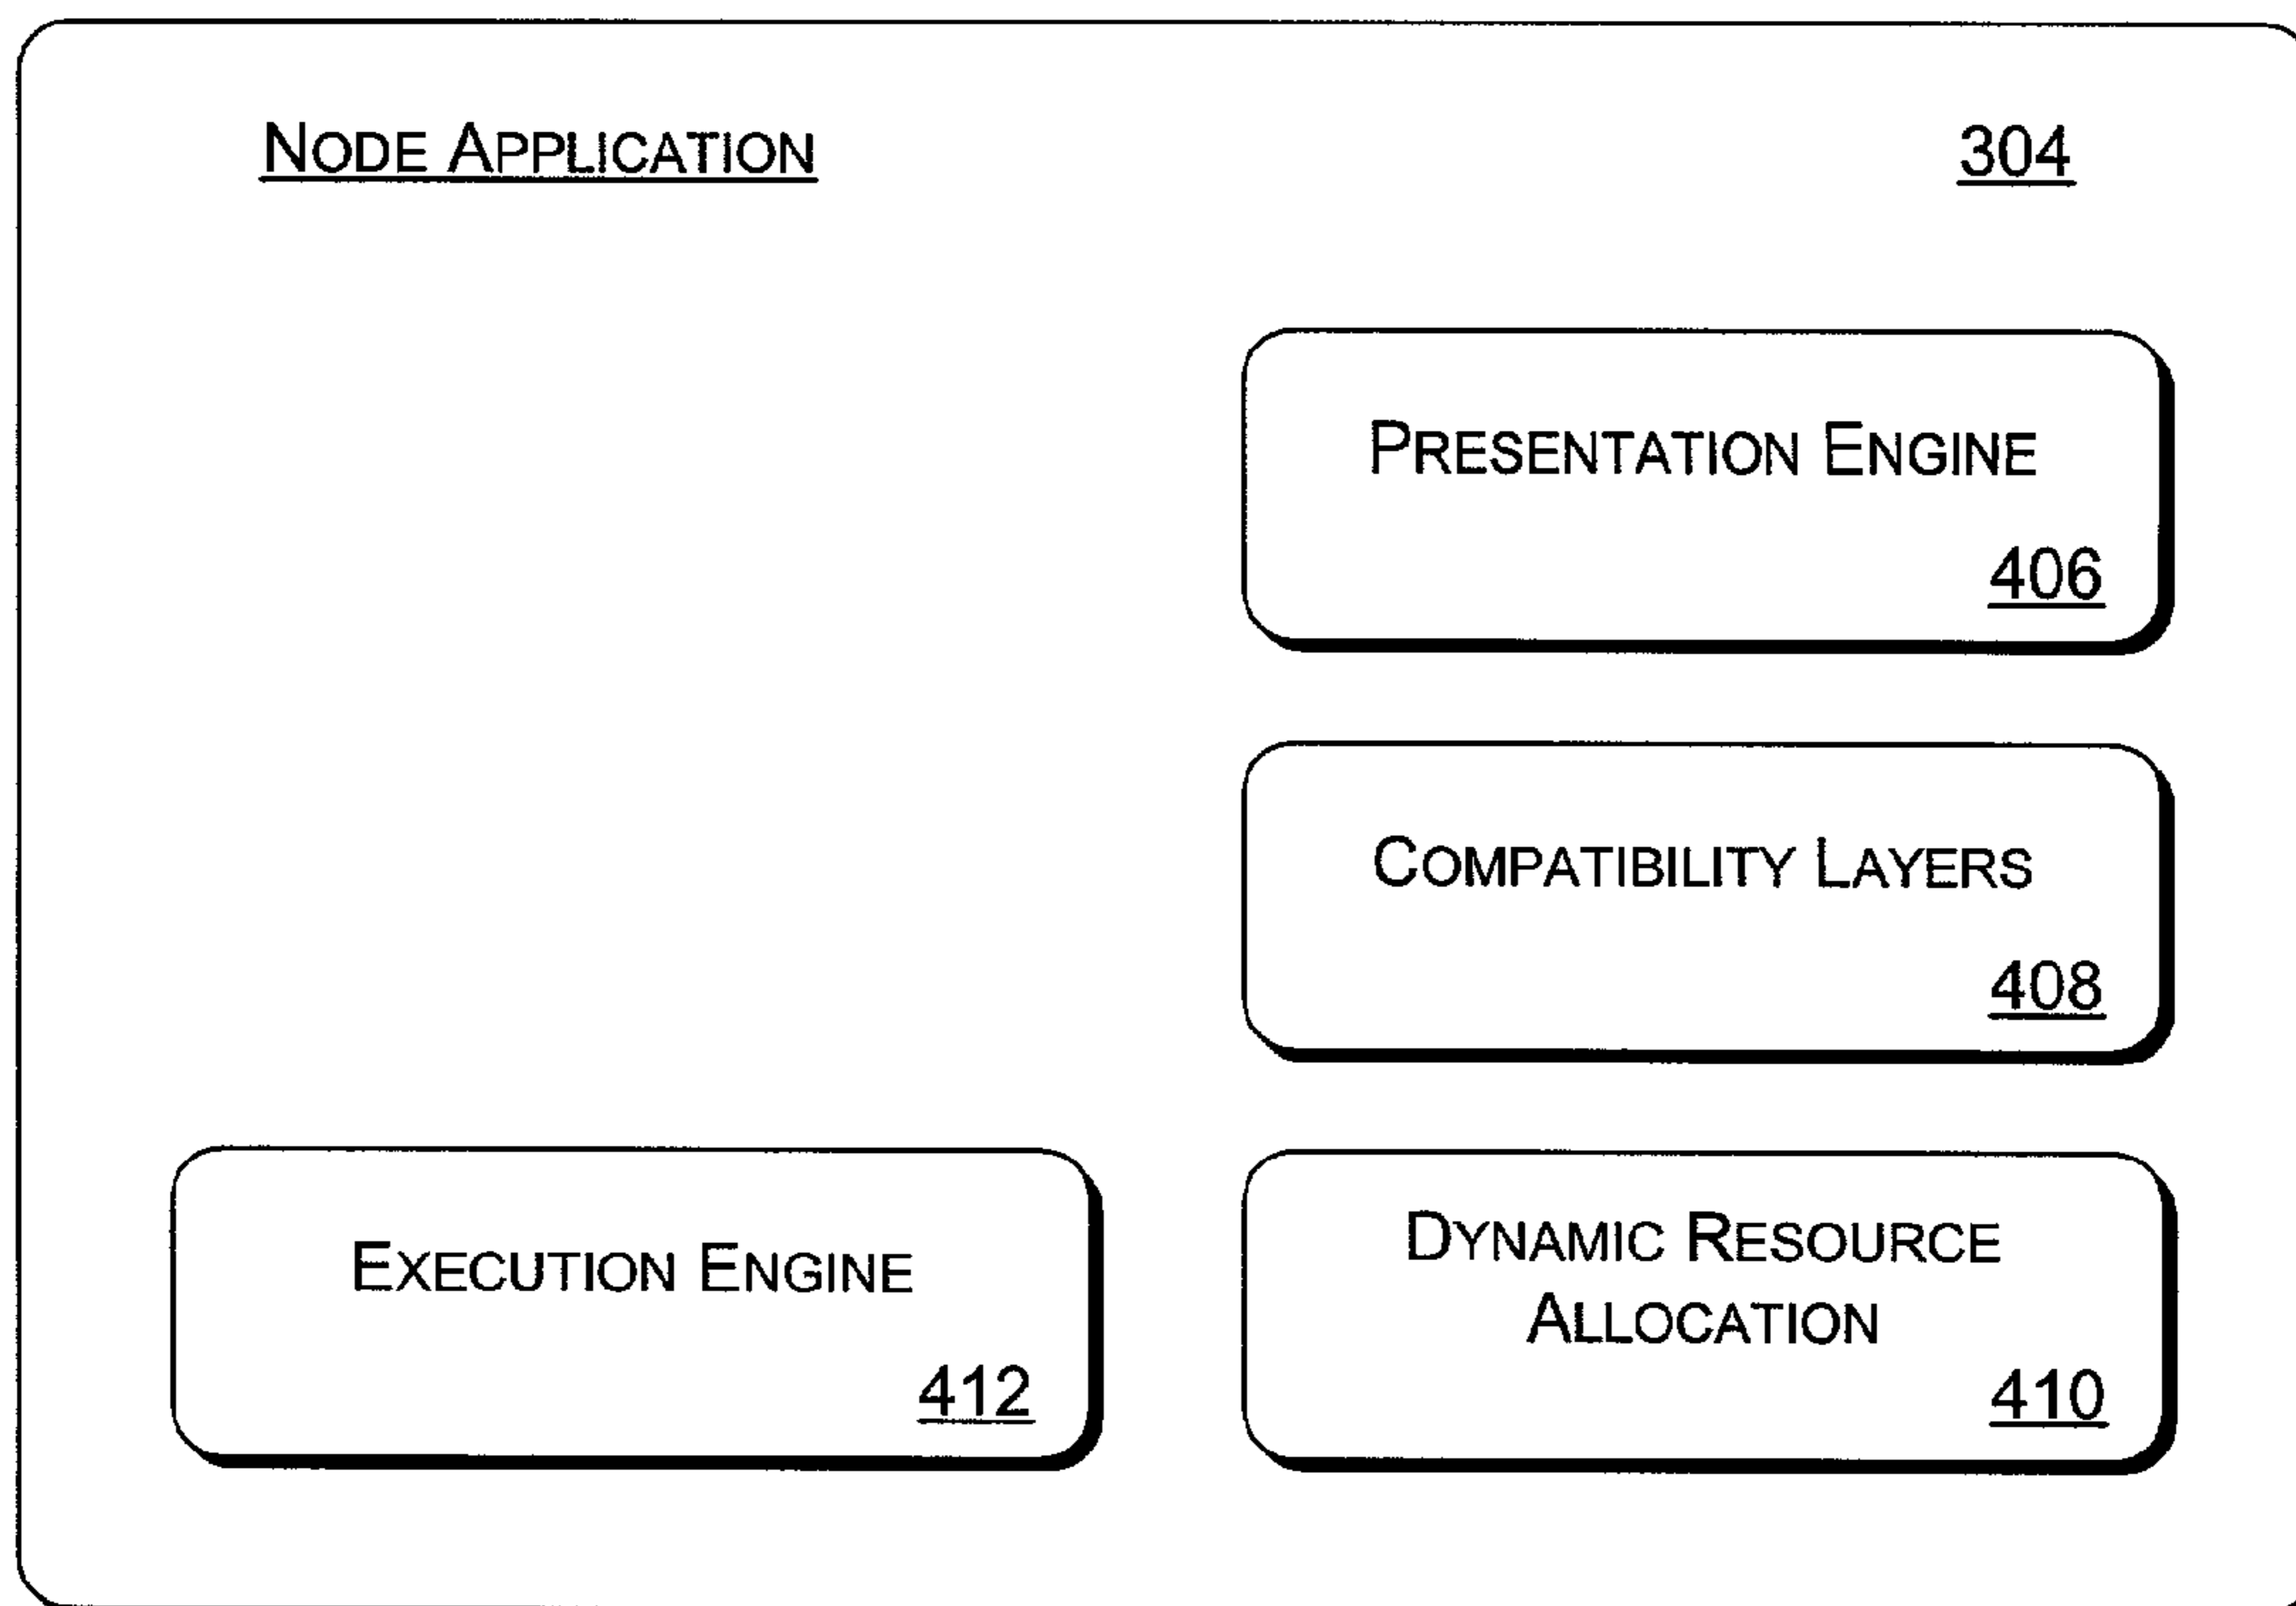 NODE APPLICATION 304
PRESENTATION ENGINE
406
COMPATIBILITY LAYERS
408
EXECUTION ENGINE
412
DYNAMIC RESOURCE
ALLOCATION
410